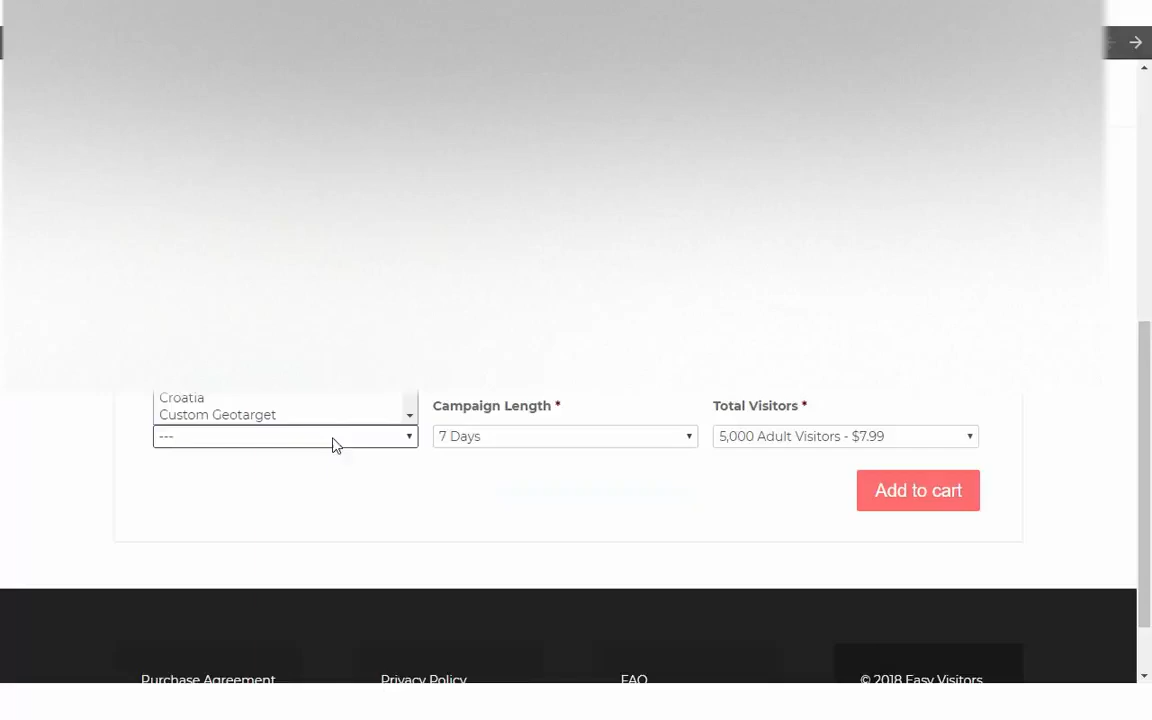 Croatia
Custom Geotarget
---
Campaign Length *
7 Days
Total Visitors *
5,000 Adult Visitors - $7.99
Add to cart
Purchase Agreement
Privacy Policy
FAQ
© 2018 Easy Visitors